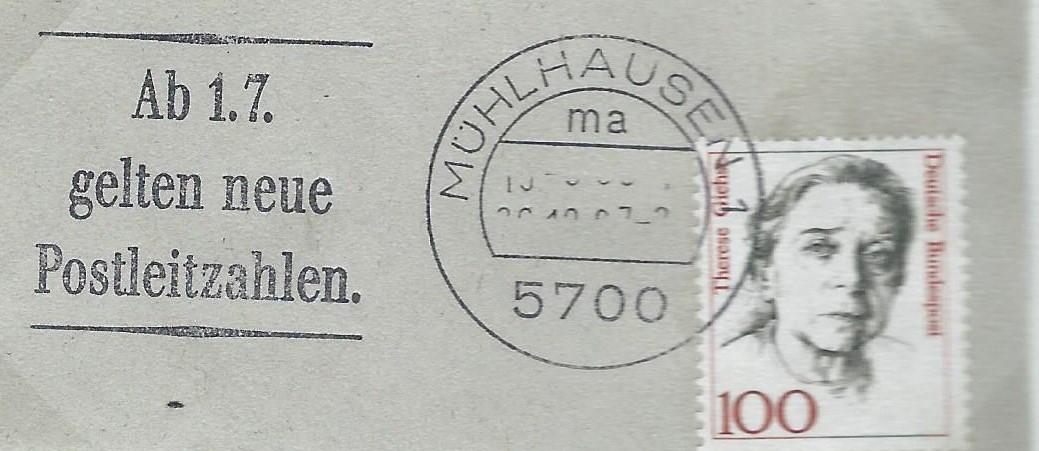 Ab 1.7.
gelten neue
Postleitzahlen.
MÜHLHAUSEN 1
ma
5700
Therese Giehse
Deutsche Bundespost
100